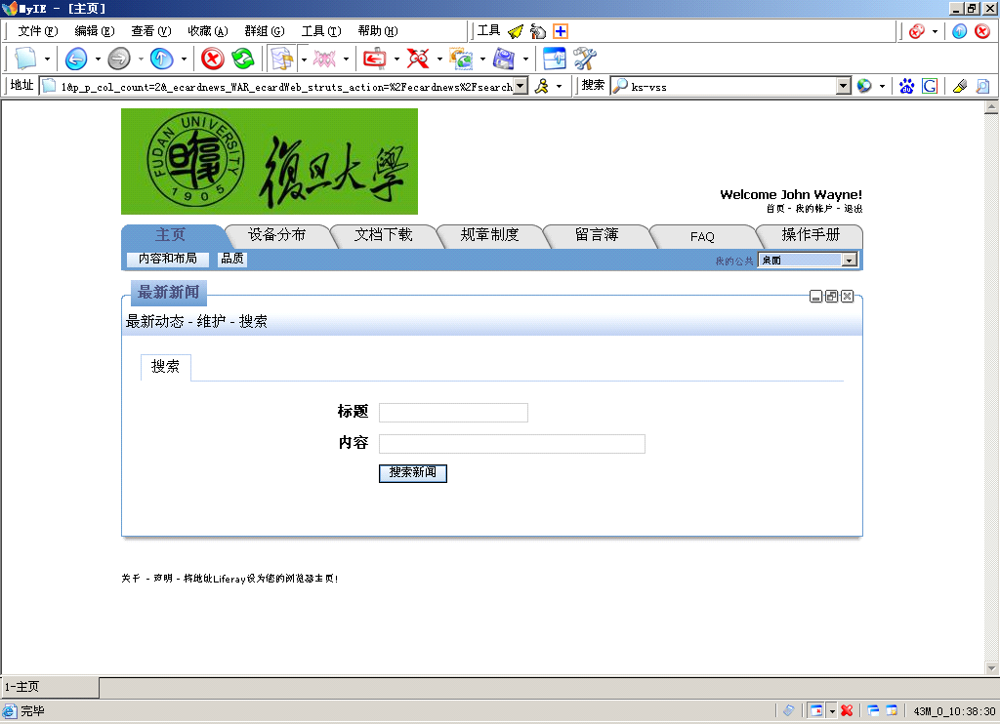 MyIE - [主页]
文件(F) 编辑(E) 查看(V) 收藏(A) 群组(G) 工具(T) 帮助(H) 工具
地址 1&p_p_col_count=2&_ecardnews_WAR_ecardWeb_struts_action=%2Fecardnews%2Fsearch 搜索 ks-vss
FUDAN UNIVERSITY
1905
復旦大學
Welcome John Wayne!
首页 - 我的帐户 - 退出
主页 设备分布 文档下载 规章制度 留言簿 FAQ 操作手册
内容和布局 品质 我的公共 桌面
最新新闻
最新动态 - 维护 - 搜索
搜索
标题
内容
搜索新闻
关于 - 声明 - 将地址Liferay设为您的浏览器主页!
1-主页
完毕 43M_0_10:38:30